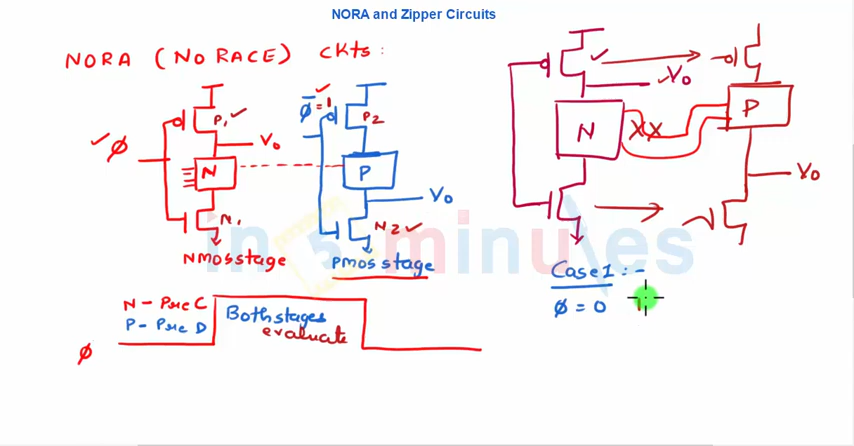 NORA and Zipper Circuits
NORA (NO RACE) ckts :
ϕ
P1
Vo
N
N1
Nmos stage
ϕ̅ = 1
P2
P
Vo
N2
Pmos stage
Vo
N
XX
P
Vo
in 5 minutes
Case 1 :-
ϕ = 0
N - Pre C
P - Pre D
Both stages
evaluate
ϕ